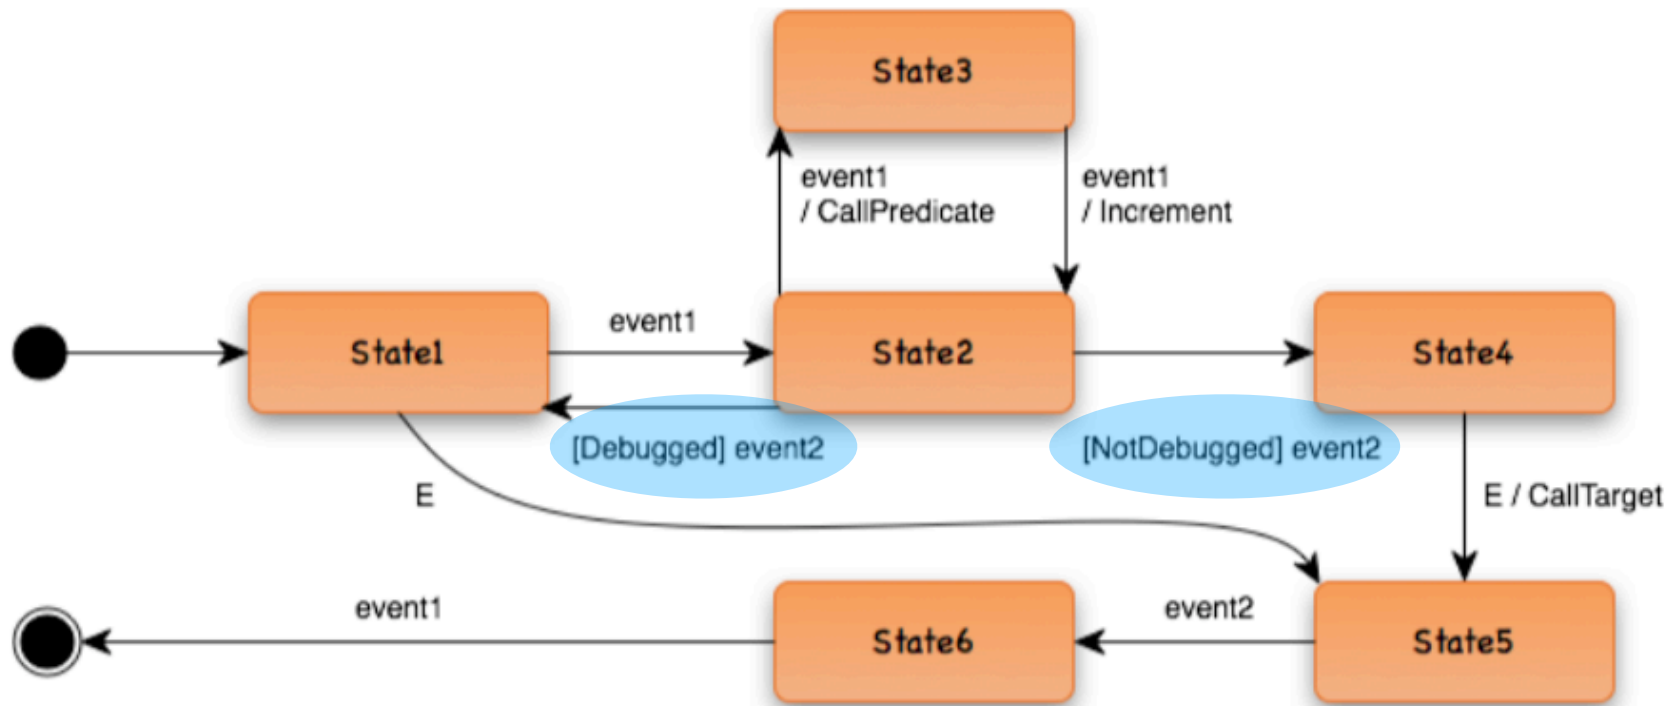 State3
event1
/ CallPredicate
event1
/ Increment
State1
event1
State2
State4
[Debugged] event2
[NotDebugged] event2
E
E / CallTarget
event1
State6
event2
State5